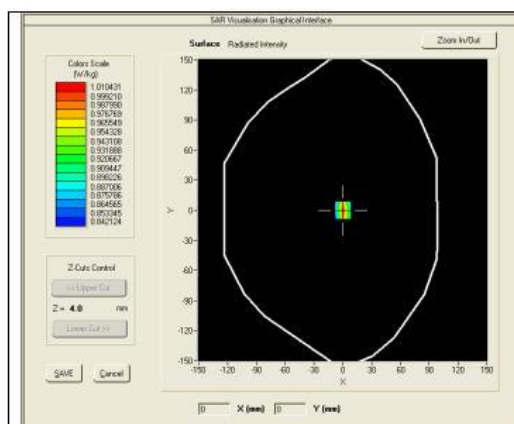 SAR Visualisation Graphical Interface
Surface Radiated Intensity
Zoom In/Out
Colors Scale
(W/kg)
1.010431
0.999210
0.987990
0.976769
0.965549
0.954328
0.943108
0.931888
0.920667
0.909447
0.898226
0.887006
0.875786
0.864565
0.853345
0.842124
Z-Cuts Control
<< Upper Cut
Z = 4.0 mm
Lower Cut >>
SAVE Cancel
150
120
90
60
30
0
-30
-60
-90
-120
-150
Y
-150 -120 -90 -60 -30 0 30 60 90 120 150
X
0 X (mm) 0 Y (mm)